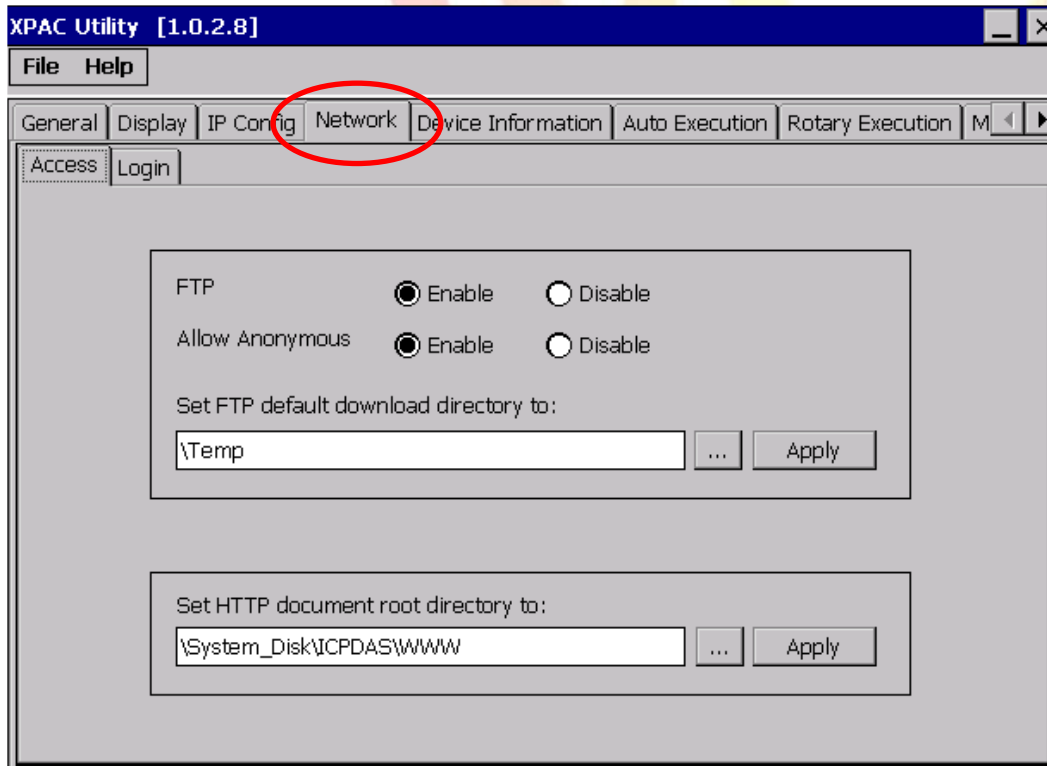 XPAC Utility [1.0.2.8]
File Help
General Display IP Config Network Device Information Auto Execution Rotary Execution M
Access Login
FTP Enable Disable
Allow Anonymous Enable Disable
Set FTP default download directory to:
\Temp ... Apply
Set HTTP document root directory to:
\System_Disk\ICPDAS\WWW ... Apply